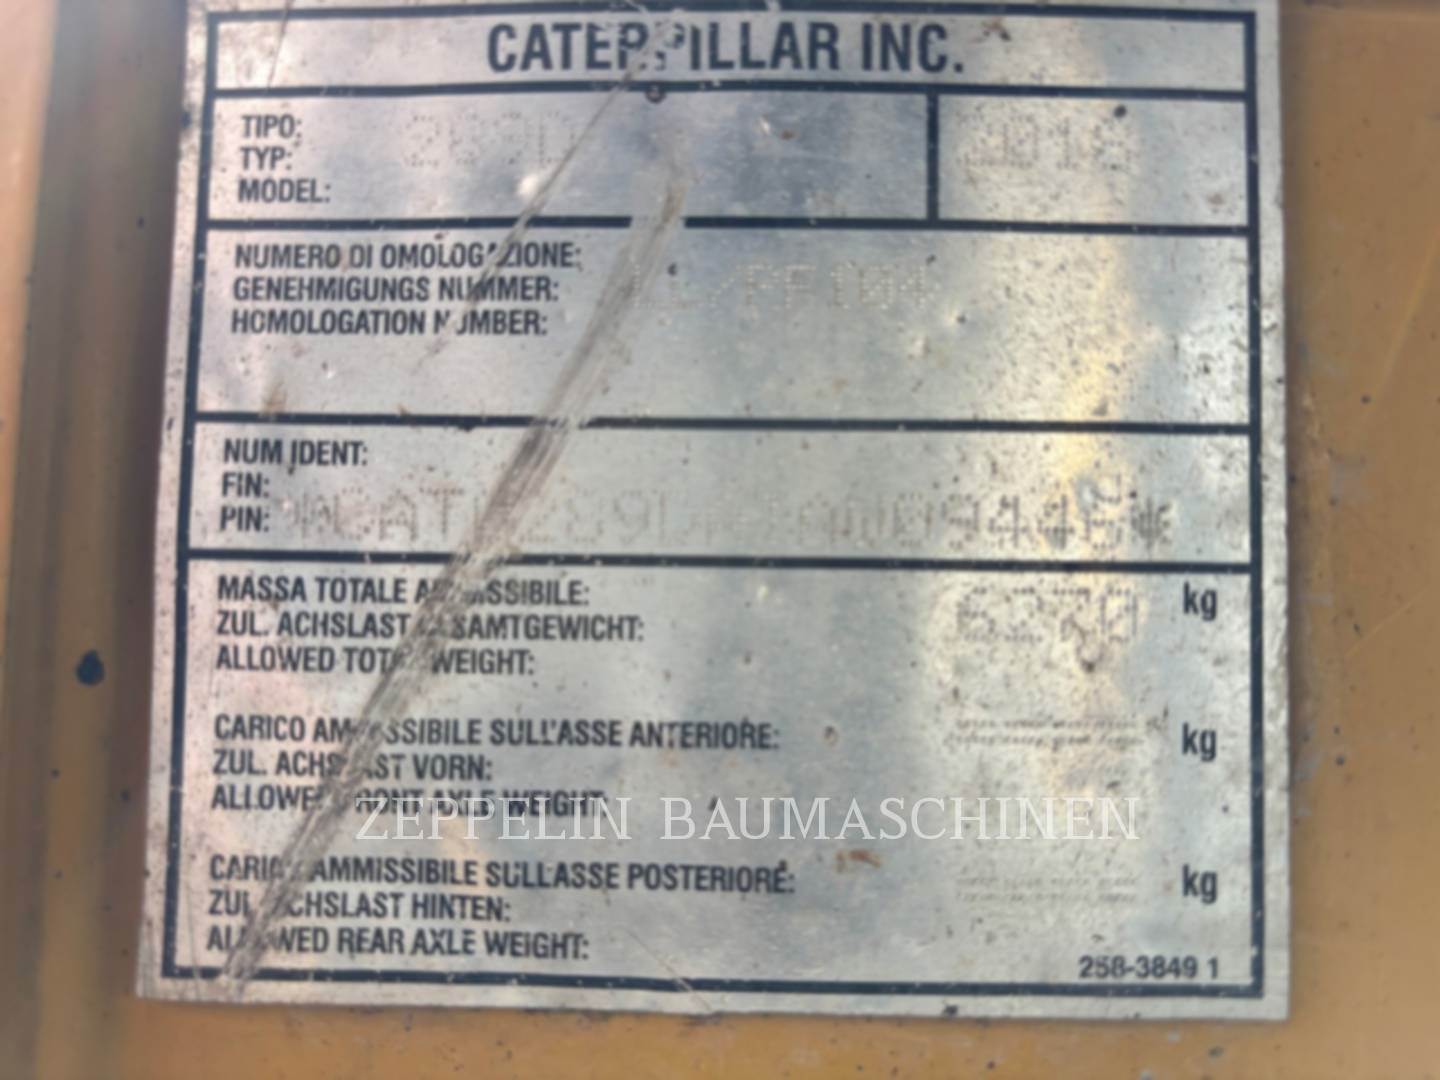 CATERPILLAR INC.
TIPO:
TYP:
MODEL:
NUMERO DI OMOLOGAZIONE:
GENEHMIGUNGS NUMMER:
HOMOLOGATION NUMBER:
NUM IDENT:
FIN:
PIN:
MASSA TOTALE AMMISSIBILE: 6270 kg
ZUL. ACHSLAST GESAMTGEWICHT:
ALLOWED TOTAL WEIGHT:
CARICO AMMISSIBILE SULL'ASSE ANTERIORE: kg
ZUL. ACHSLAST VORN:
ALLOWED FRONT AXLE WEIGHT:
ZEPPELIN BAUMASCHINEN
CARICO AMMISSIBILE SULL'ASSE POSTERIORE: kg
ZUL. ACHSLAST HINTEN:
ALLOWED REAR AXLE WEIGHT:
258-3849 1